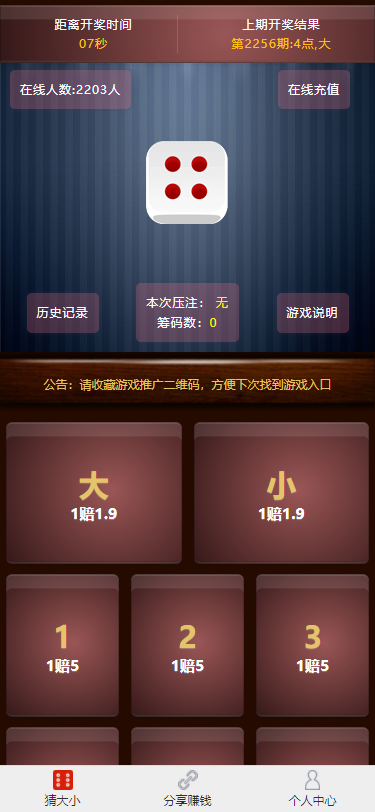 距离开奖时间
07秒
上期开奖结果
第2256期:4点,大
在线人数:2203人
在线充值
历史记录
本次压注： 无
筹码数：0
游戏说明
公告：请收藏游戏推广二维码，方便下次找到游戏入口
大
1赔1.9
小
1赔1.9
1
1赔5
2
1赔5
3
1赔5
猜大小
分享赚钱
个人中心